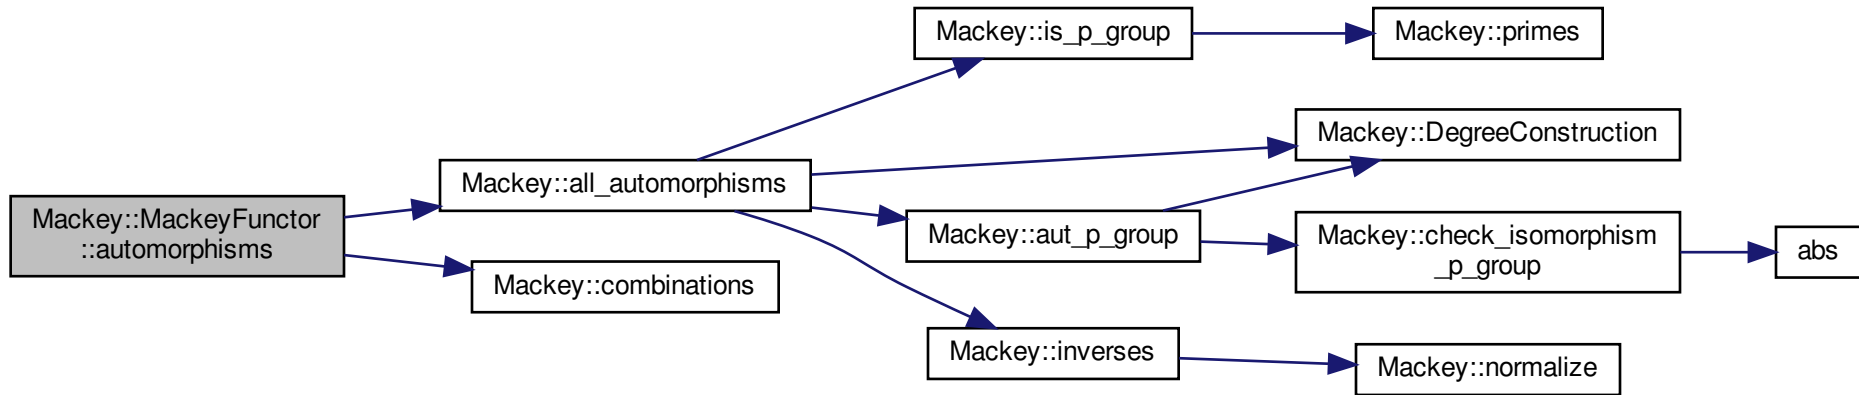 Mackey::MackeyFunctor
::automorphisms
Mackey::all_automorphisms
Mackey::combinations
Mackey::is_p_group
Mackey::primes
Mackey::DegreeConstruction
Mackey::aut_p_group
Mackey::check_isomorphism
_p_group
abs
Mackey::inverses
Mackey::normalize